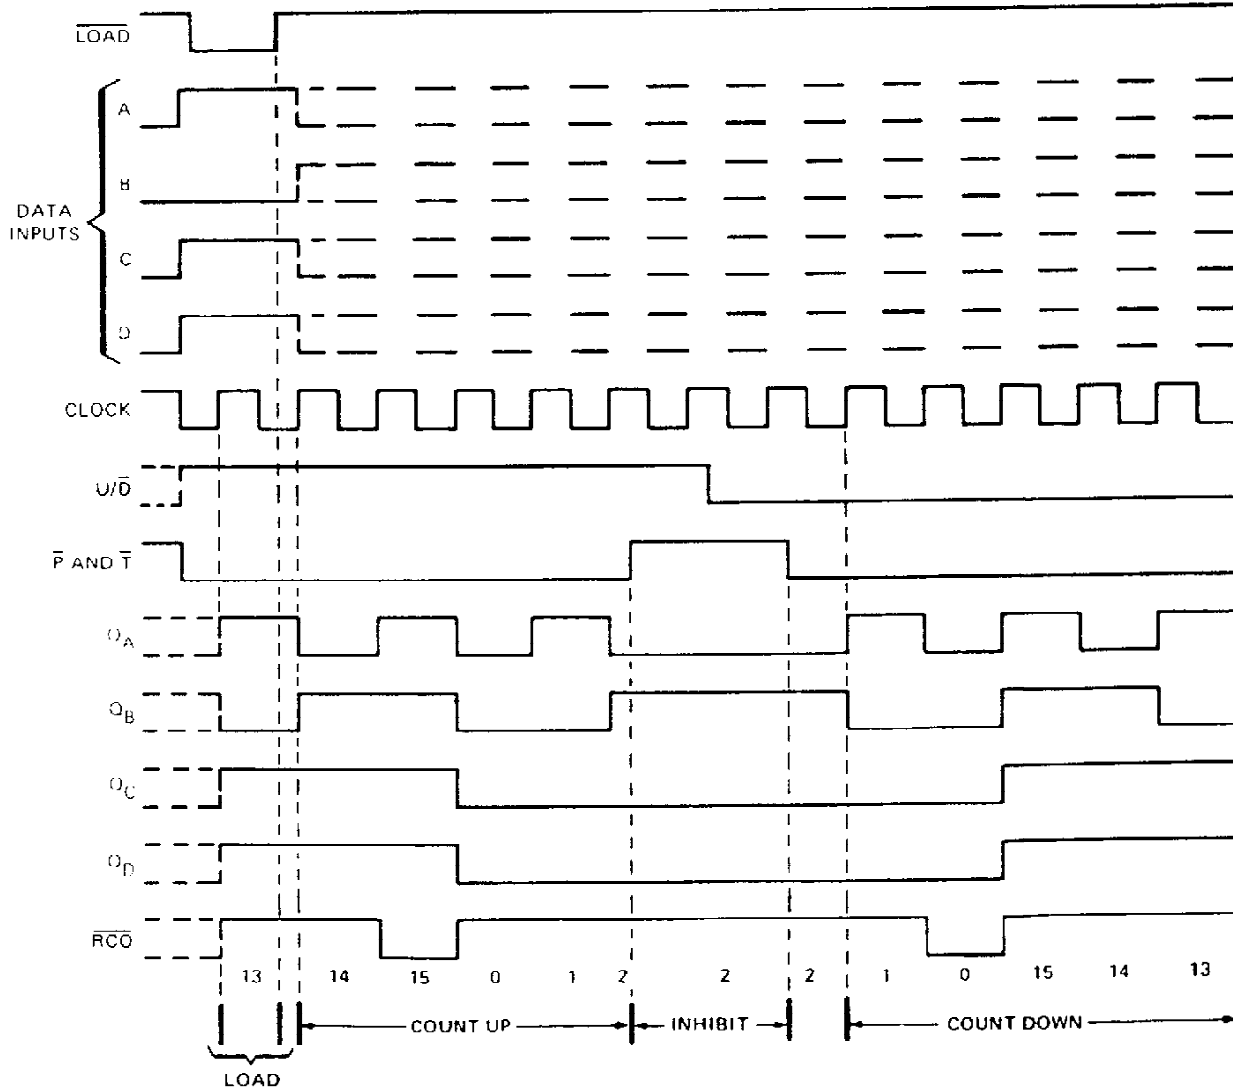 LOAD
A
B
DATA
INPUTS
C
D
CLOCK
U/D̅
P̅ AND T̅
QA
QB
QC
QD
RCO
13 14 15 0 1 2 2 2 1 0 15 14 13
COUNT UP INHIBIT COUNT DOWN
LOAD